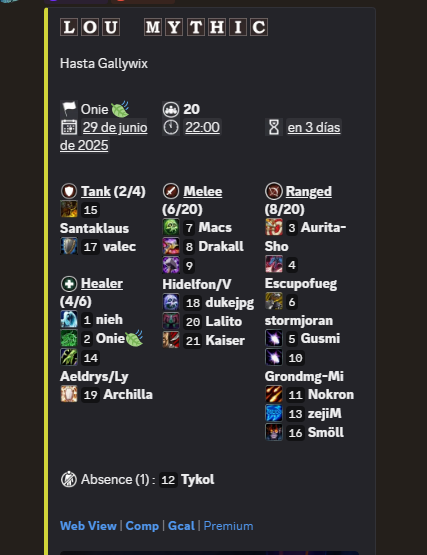 LOU MYTHIC
Hasta Gallywix
Onie
20
29 de junio
de 2025
22:00
en 3 días
Tank (2/4)
15
Santaklaus
17 valec
Healer
(4/6)
1 nieh
2 Onie
14
Aeldrys/Ly
19 Archilla
Melee
(6/20)
7 Macs
8 Drakall
9
Hidelfon/V
18 dukejpg
20 Lalito
21 Kaiser
Ranged
(8/20)
3 Aurita-
Sho
4
Escupofueg
6
stormjoran
5 Gusmi
10
Grondmg-Mi
11 Nokron
13 zejiM
16 Smöll
Absence (1) : 12 Tykol
Web View | Comp | Gcal | Premium